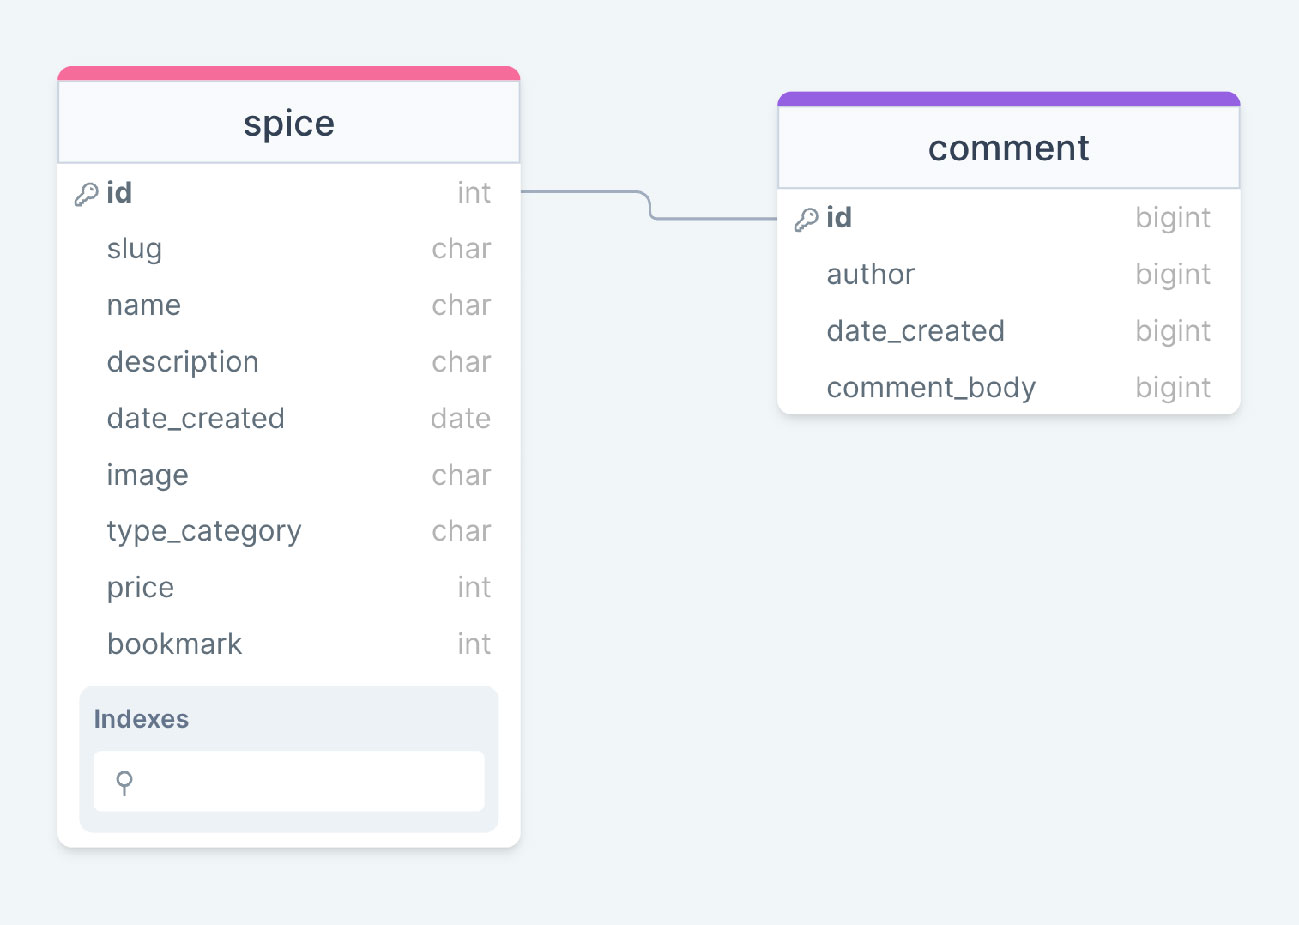 spice
id int
slug char
name char
description char
date_created date
image char
type_category char
price int
bookmark int
Indexes
comment
id bigint
author bigint
date_created bigint
comment_body bigint